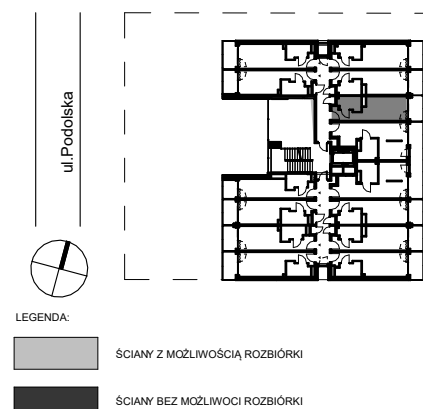 ul.Podolska
LEGENDA:
ŚCIANY Z MOŻLIWOŚCIĄ ROZBIÓRKI
ŚCIANY BEZ MOŻLIWOCI ROZBIÓRKI